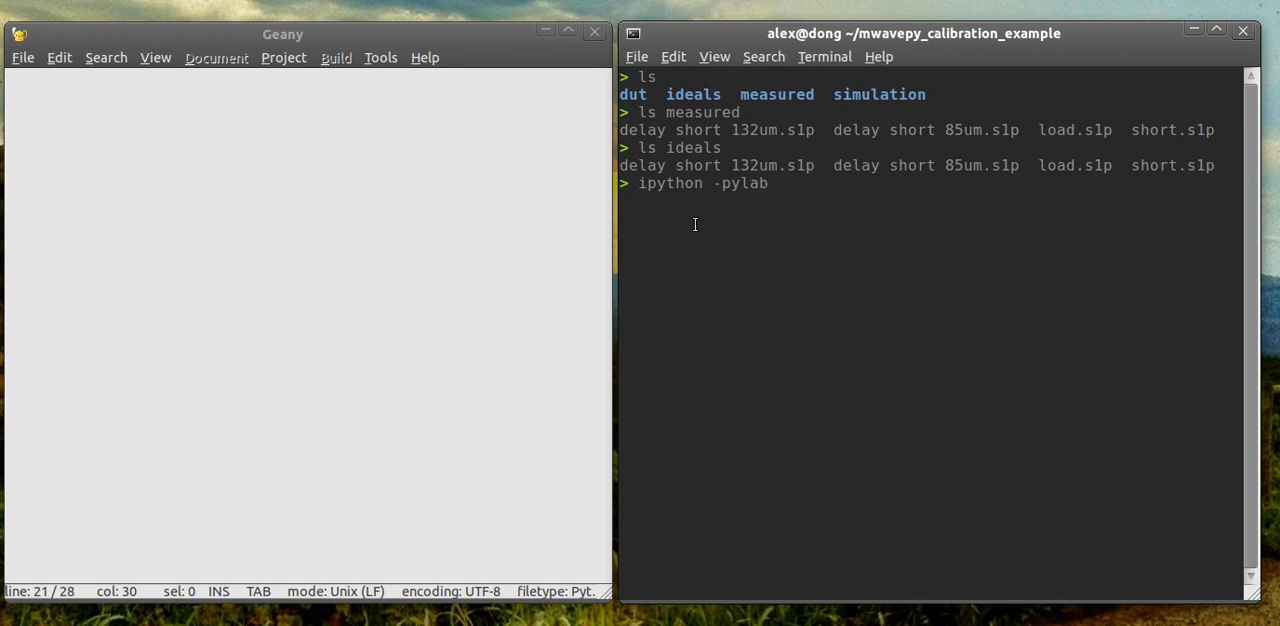 Geany
File Edit Search View Document Project Build Tools Help
line: 21 / 28 col: 30 sel: 0 INS TAB mode: Unix (LF) encoding: UTF-8 filetype: Pyt.
alex@dong ~/mwavepy_calibration_example
File Edit View Search Terminal Help
> ls
dut ideals measured simulation
> ls measured
delay short 132um.s1p delay short 85um.s1p load.s1p short.s1p
> ls ideals
delay short 132um.s1p delay short 85um.s1p load.s1p short.s1p
> ipython -pylab